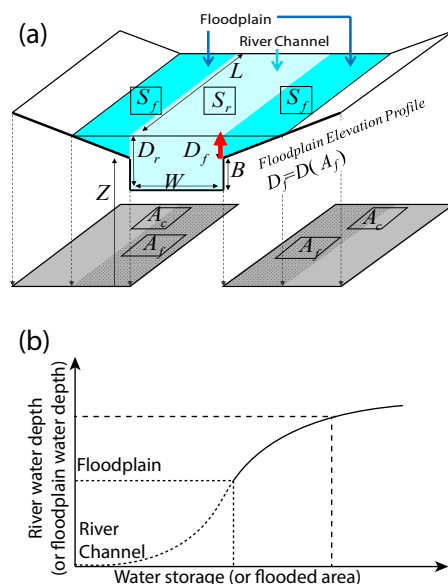 (a)
Floodplain
River Channel
L
S_f
S_r
S_f
D_r
D_f
W
B
Z
Floodplain Elevation Profile
D_f=D(A_f)
A_c
A_f
A_f
A_c
(b)
River water depth
(or floodplain water depth)
Floodplain
River
Channel
Water storage (or flooded area)